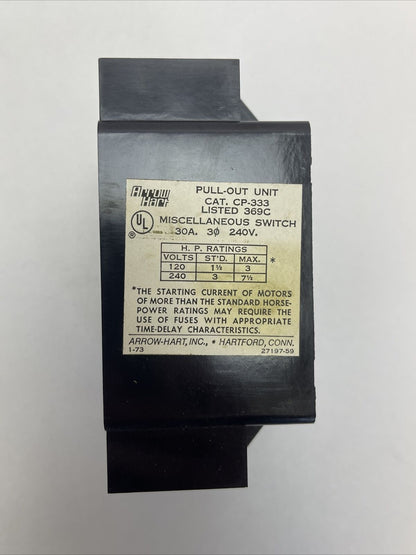 Arrow
Hart
PULL-OUT UNIT
CAT. CP-333
LISTED 369C
UL
®
MISCELLANEOUS SWITCH
30A. 3Ø 240V.
H. P. RATINGS
VOLTS ST'D. MAX. *
120 1½ 3
240 3 7½
*THE STARTING CURRENT OF MOTORS
OF MORE THAN THE STANDARD HORSE-
POWER RATINGS MAY REQUIRE THE
USE OF FUSES WITH APPROPRIATE
TIME-DELAY CHARACTERISTICS.
ARROW-HART, INC., • HARTFORD, CONN.
1-73 27197-59